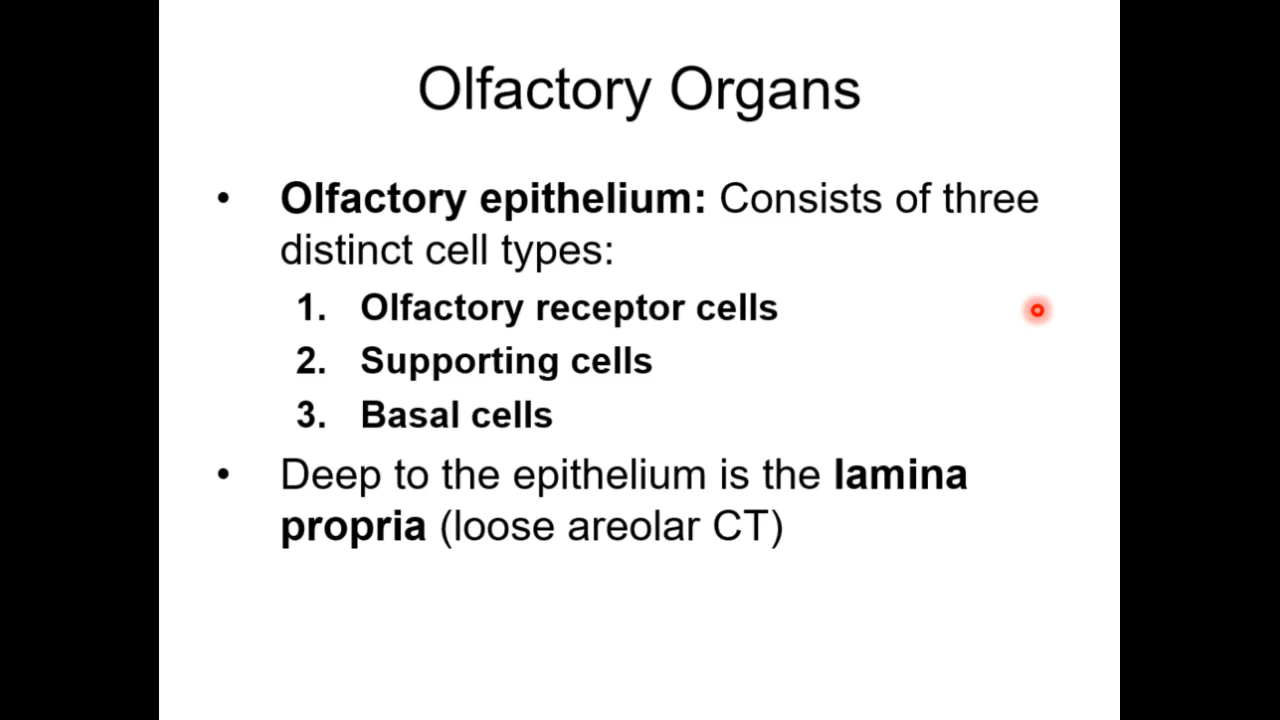 Olfactory Organs
• Olfactory epithelium: Consists of three
distinct cell types:
1. Olfactory receptor cells
2. Supporting cells
3. Basal cells
• Deep to the epithelium is the lamina
propria (loose areolar CT)